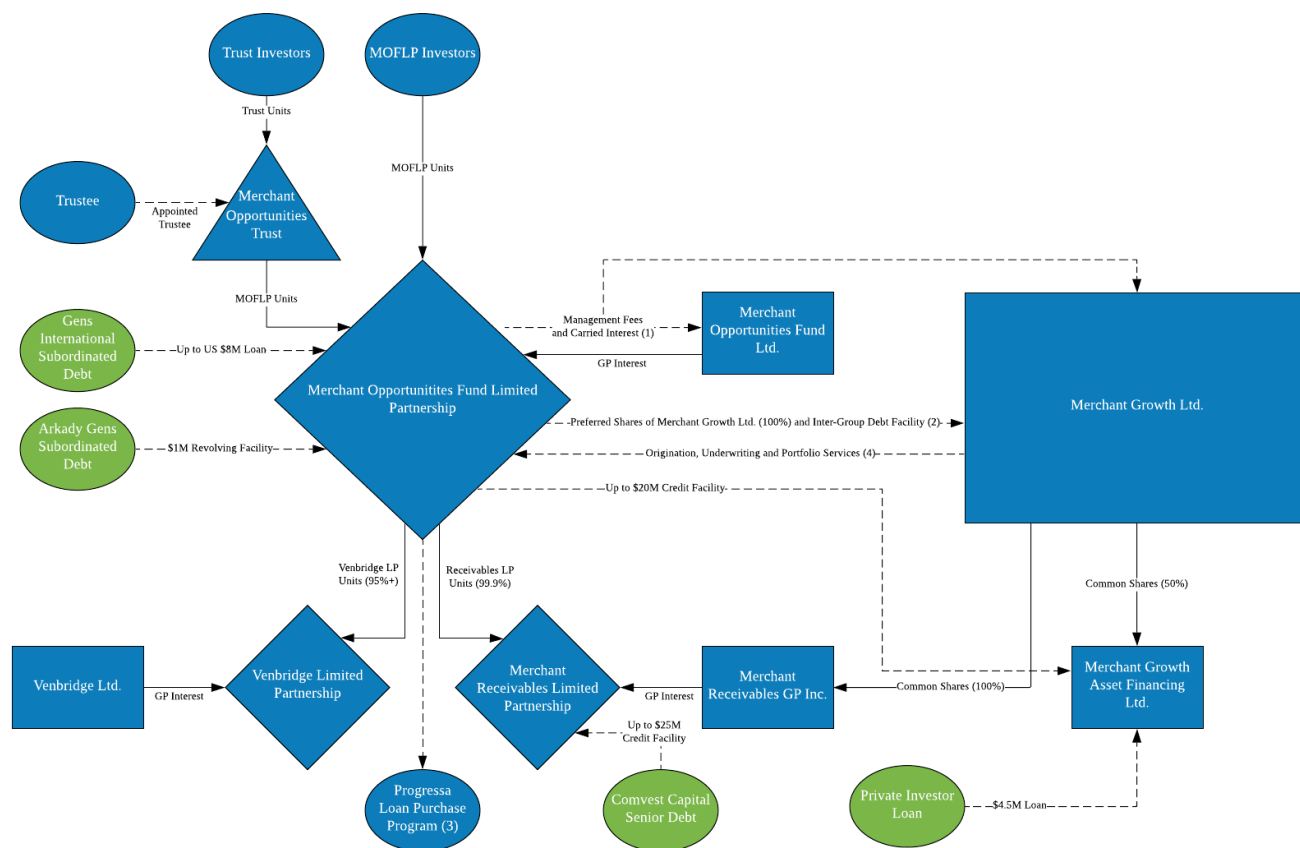 Trust Investors
MOFLP Investors
Trust Units
MOFLP Units
Trustee
Appointed
Trustee
Merchant
Opportunities
Trust
MOFLP Units
Gens
International
Subordinated
Debt
Up to US $8M Loan
Arkady Gens
Subordinated
Debt
$1M Revolving Facility
Merchant Opportunitites Fund Limited
Partnership
Management Fees
and Carried Interest (1)
GP Interest
Merchant
Opportunities Fund
Ltd.
Merchant Growth Ltd.
Preferred Shares of Merchant Growth Ltd. (100%) and Inter-Group Debt Facility (2)
Origination, Underwriting and Portfolio Services (4)
Up to $20M Credit Facility
Venbridge LP
Units (95%+)
Receivables LP
Units (99.9%)
Common Shares (50%)
Venbridge Ltd.
GP Interest
Venbridge Limited
Partnership
Merchant
Receivables Limited
Partnership
GP Interest
Merchant
Receivables GP Inc.
Common Shares (100%)
Merchant Growth
Asset Financing
Ltd.
Up to $25M
Credit Facility
Progressa
Loan Purchase
Program (3)
Comvest Capital
Senior Debt
Private Investor
Loan
$4.5M Loan